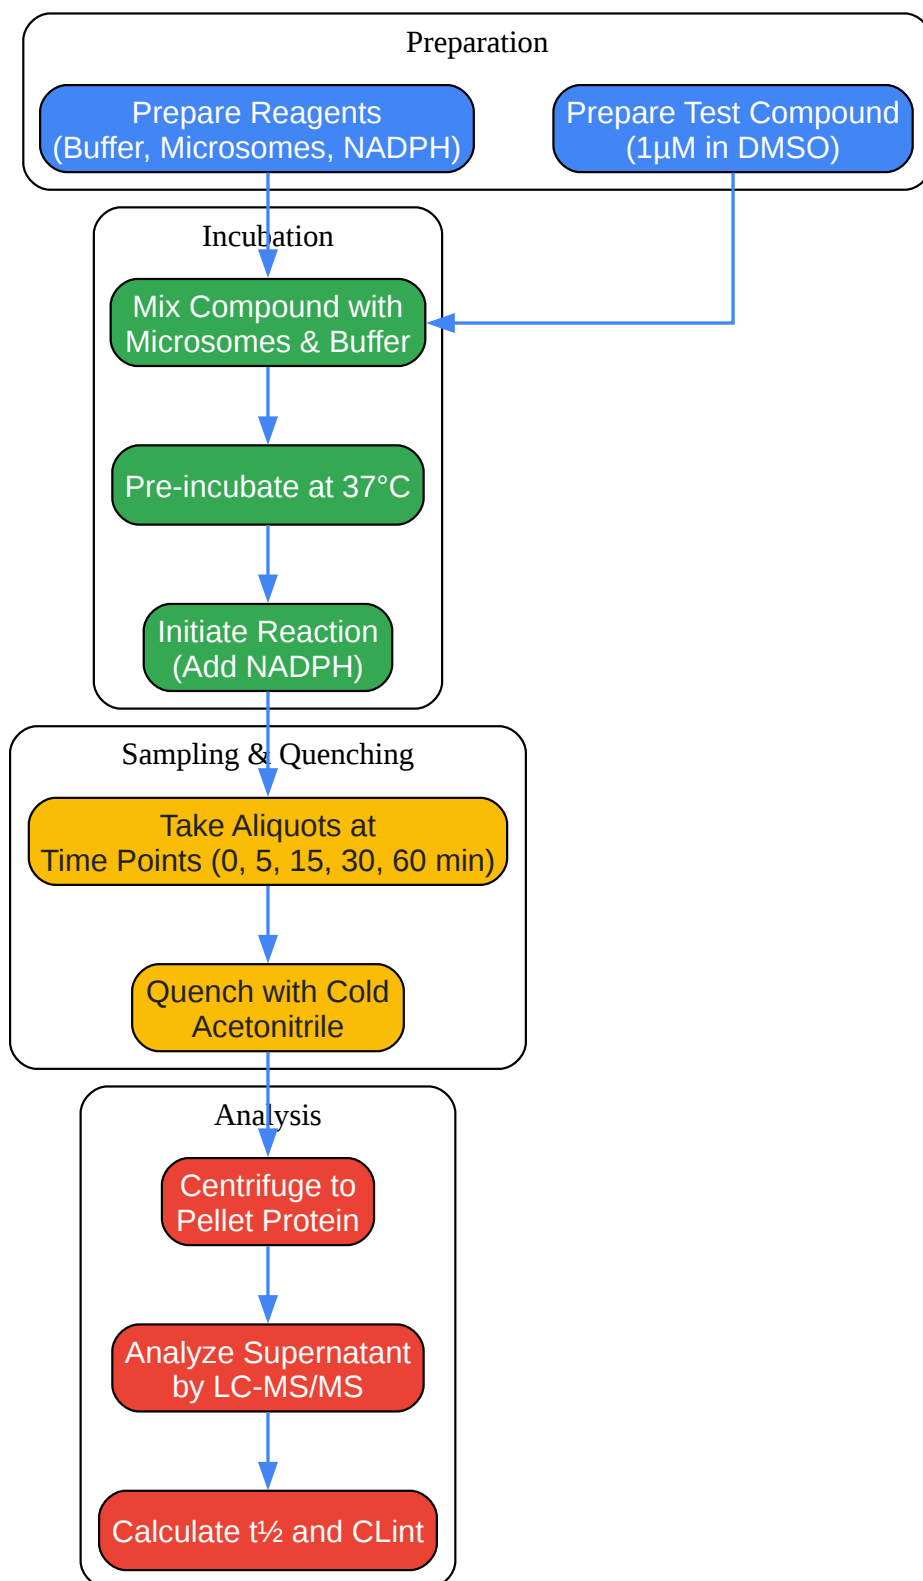 Preparation
Prepare Reagents
(Buffer, Microsomes, NADPH)
Prepare Test Compound
(1µM in DMSO)
Incubation
Mix Compound with
Microsomes & Buffer
Pre-incubate at 37°C
Initiate Reaction
(Add NADPH)
Sampling & Quenching
Take Aliquots at
Time Points (0, 5, 15, 30, 60 min)
Quench with Cold
Acetonitrile
Analysis
Centrifuge to
Pellet Protein
Analyze Supernatant
by LC-MS/MS
Calculate t½ and CLint